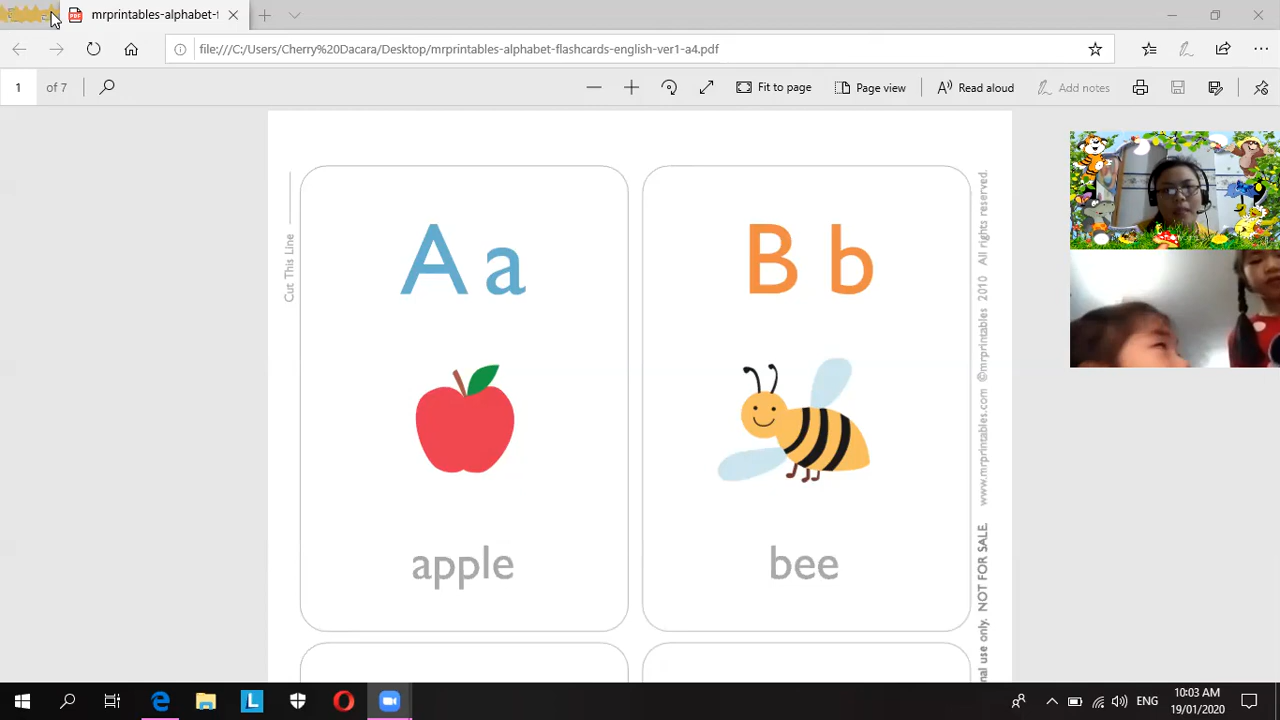 mrprintables-alphabet-f
file:///C:/Users/Cherry%20Dacara/Desktop/mrprintables-alphabet-flashcards-english-ver1-a4.pdf
1 of 7
Fit to page
Page view
Read aloud
Add notes
Cut This Line
A a
apple
B b
bee
www.mrprintables.com @mrprintables 2010 All rights reserved.
use only. NOT FOR SALE.
ENG
10:03 AM
19/01/2020